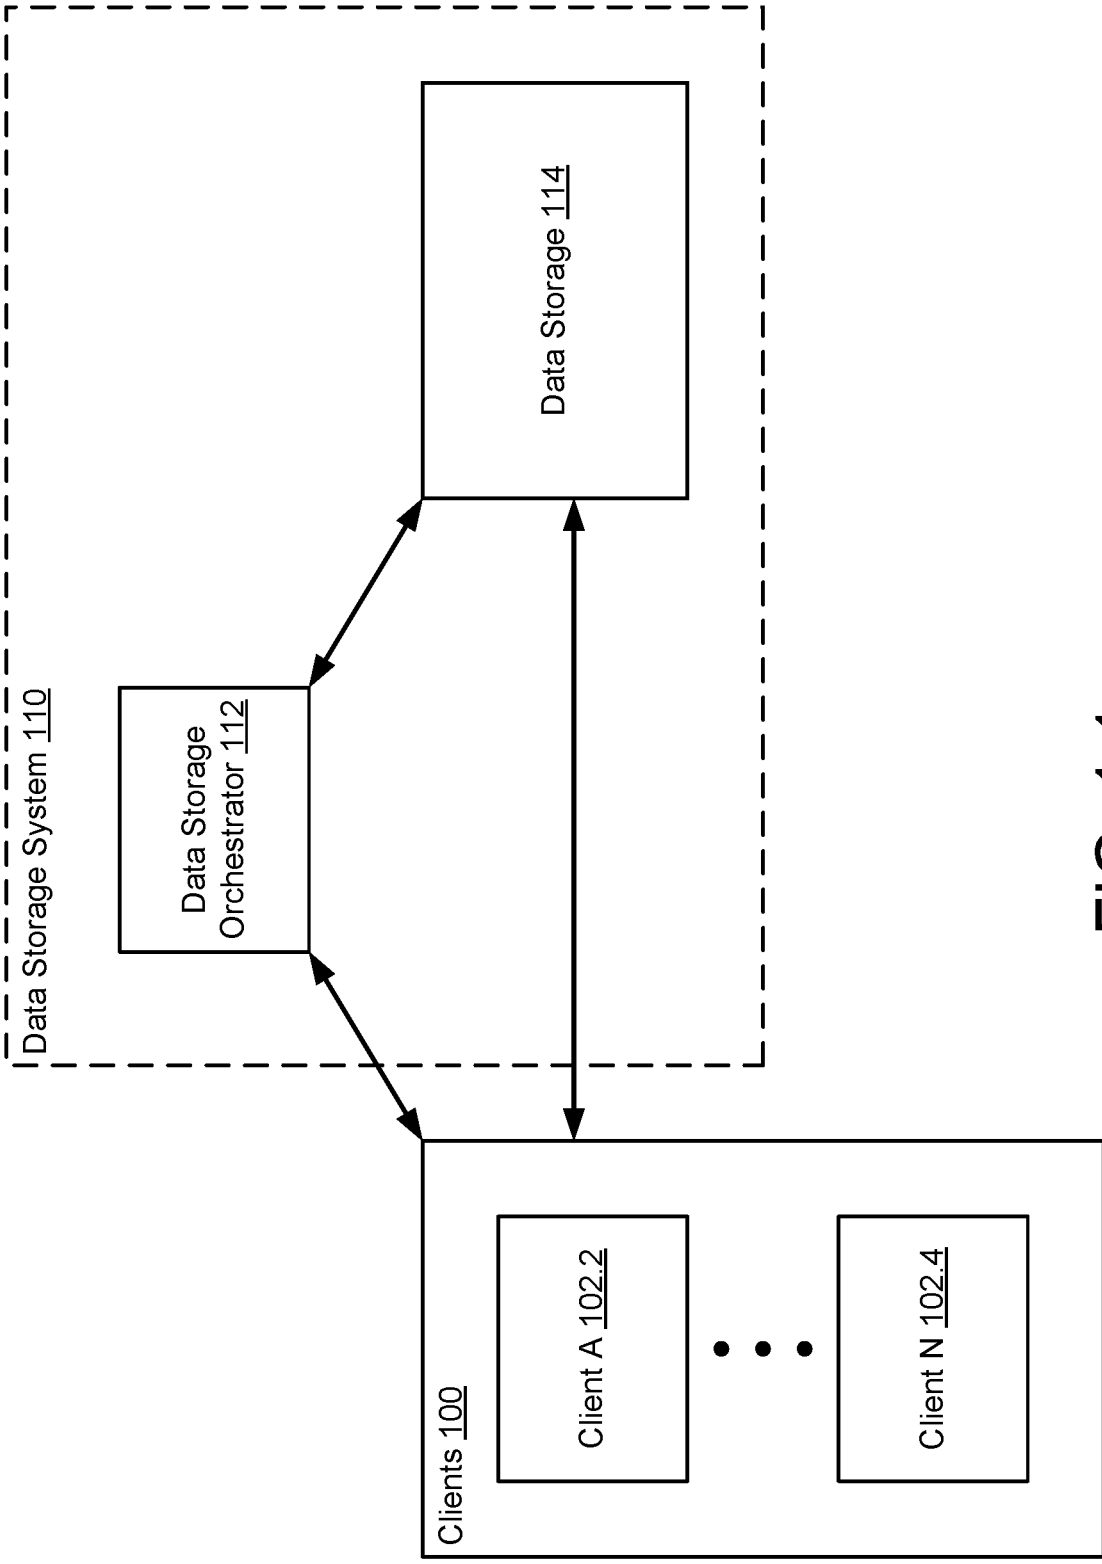 Data Storage System 110
Data Storage
Orchestrator 112
Data Storage 114
Clients 100
Client A 102.2
Client N 102.4